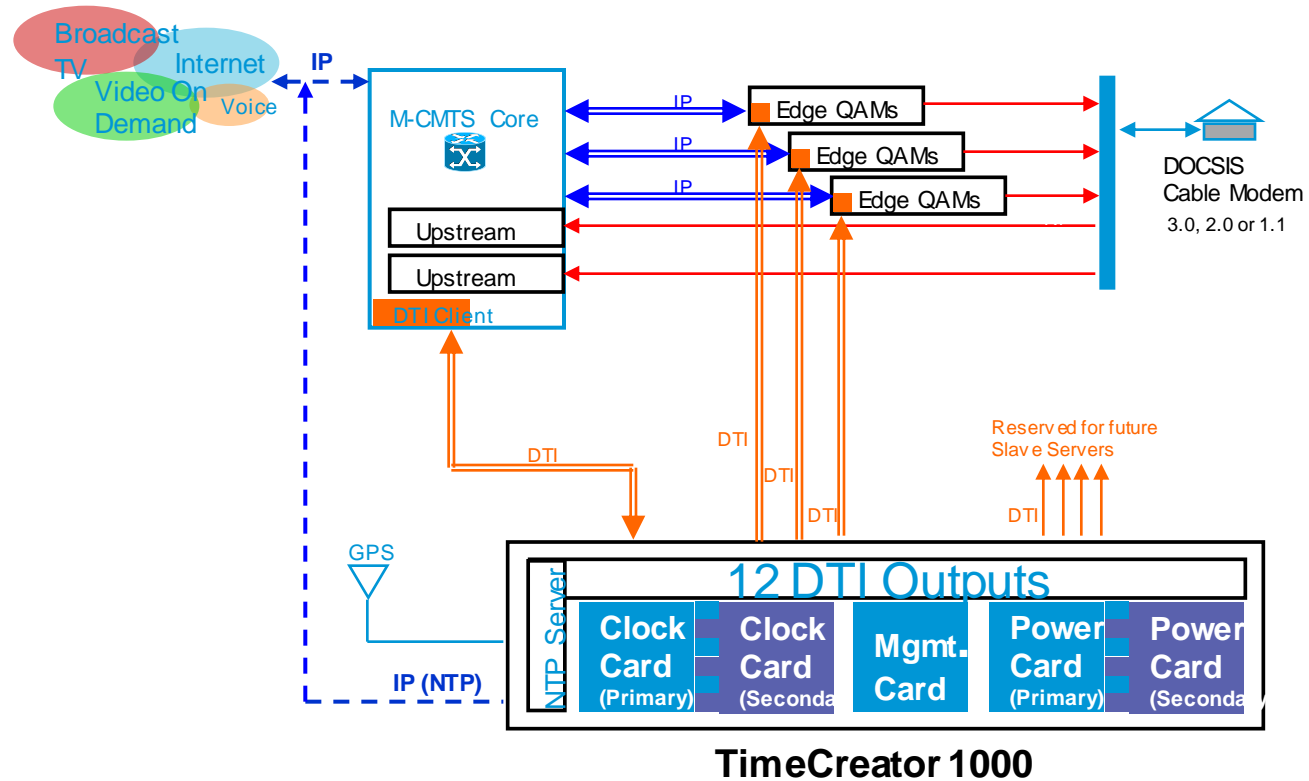 Broadcast
TV
Internet
Video On
Demand
Voice
IP
M-CMTS Core
IP
Edge QAMs
IP
Edge QAMs
IP
Edge QAMs
DOCSIS
Cable Modem
3.0, 2.0 or 1.1
Upstream
Upstream
DTI Client
DTI
DTI
DTI
DTI
Reserved for future
Slave Servers
DTI
GPS
IP (NTP)
NTP Server
12 DTI Outputs
Clock
Card
(Primary)
Clock
Card
(Secondary
Mgmt.
Card
Power
Card
(Primary)
Power
Card
(Secondary
TimeCreator 1000